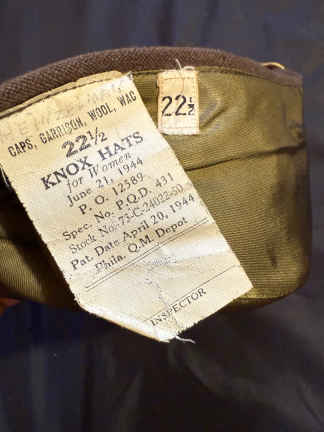 CAPS, GARRISON, WOOL, WAC
22½
KNOX HATS
for Women
June 21, 1944
P. O. 12589
Spec. No. P.Q.D. 431
Stock No. 73-C-24022-50
Pat. Date April 20, 1944
Phila. Q.M. Depot
INSPECTOR
22½